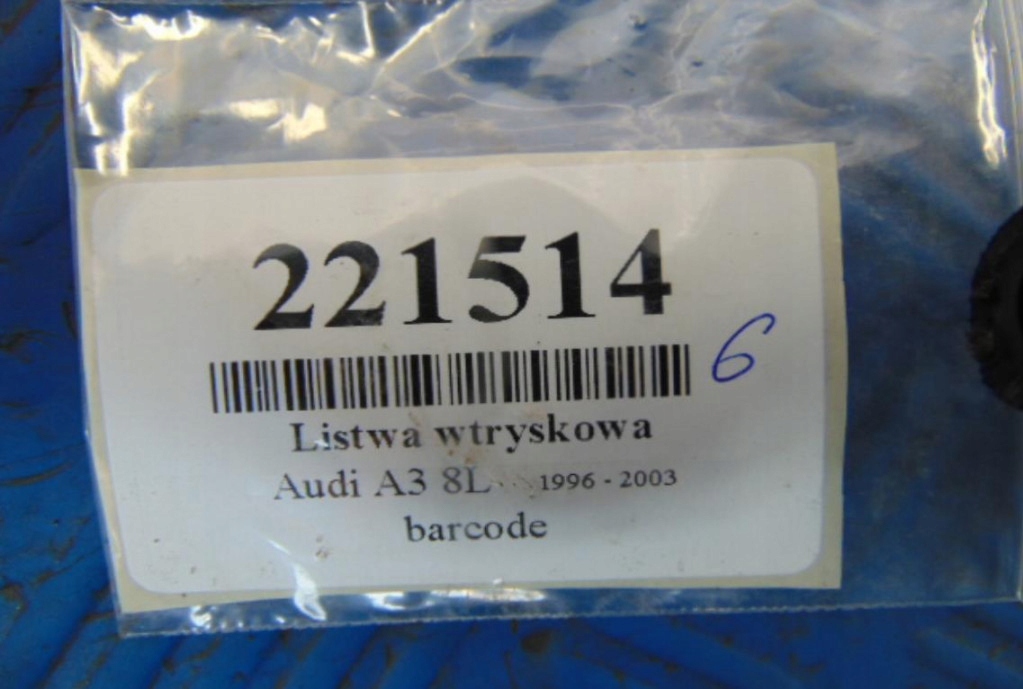 221514
6
Listwa wtryskowa
Audi A3 8L 1996 - 2003
barcode